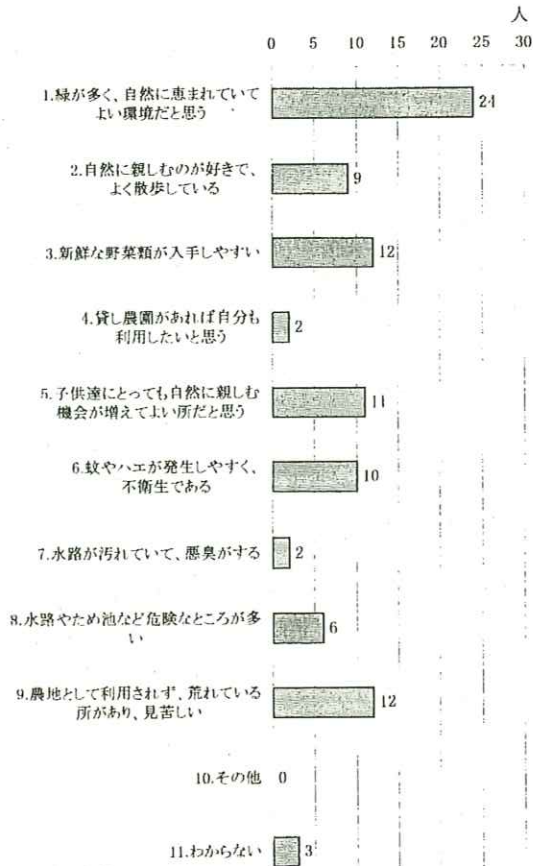 人
0 5 10 15 20 25 30
1.緑が多く、自然に恵まれていて
よい環境だと思う
24
2.自然に親しむのが好きで、
よく散歩している
9
3.新鮮な野菜類が入手しやすい
12
4.貸し農園があれば自分も
利用したいと思う
2
5.子供達にとっても自然に親しむ
機会が増えてよい所だと思う
11
6.蚊やハエが発生しやすく、
不衛生である
10
7.水路が汚れていて、悪臭がする
2
8.水路やため池など危険なところが多
い
6
9.農地として利用されず、荒れている
所があり、見苦しい
12
10.その他 0
11.わからない
3